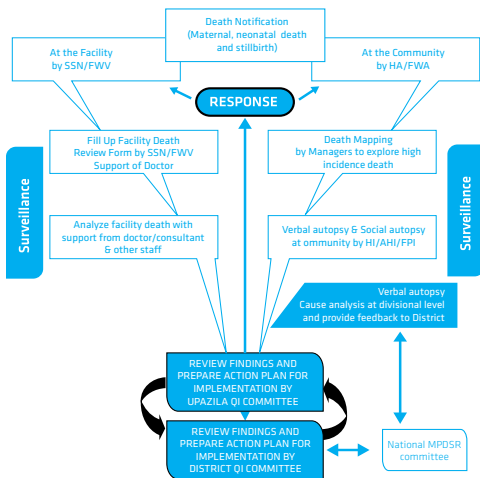 Death Notification
(Maternal, neonatal death
and stillbirth)
At the Facility
by SSN/FWV
At the Community
by HA/FWA
RESPONSE
Fill Up Facility Death
Review Form by SSN/FWV
Support of Doctor
Death Mapping
by Managers to explore high
incidence death
Surveillance
Surveillance
Analyze facility death with
support from doctor/consultant
& other staff
Verbal autopsy & Social autopsy
at ommunity by HI/AHI/FPI
Verbal autopsy
Cause analysis at divisional level
and provide feedback to District
REVIEW FINDINGS AND
PREPARE ACTION PLAN FOR
IMPLEMENTATION BY
UPAZILA QI COMMITTEE
REVIEW FINDINGS AND
PREPARE ACTION PLAN FOR
IMPLEMENTATION BY
DISTRICT QI COMMITTEE
National MPDSR
committee